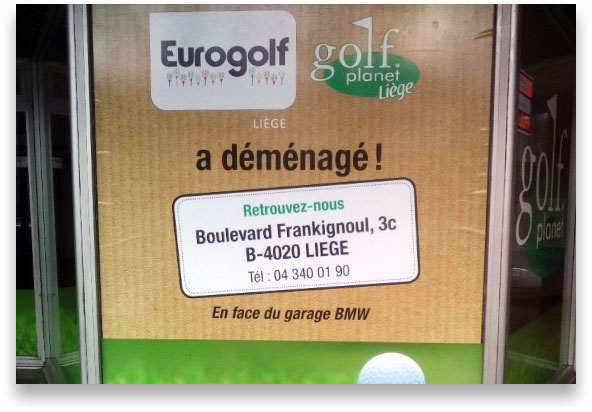 Eurogolf
LIÈGE
golf.
planet
Liège
a déménagé !
Retrouvez-nous
Boulevard Frankignoul, 3c
B-4020 LIEGE
Tél : 04 340 01 90
En face du garage BMW
golf
planet